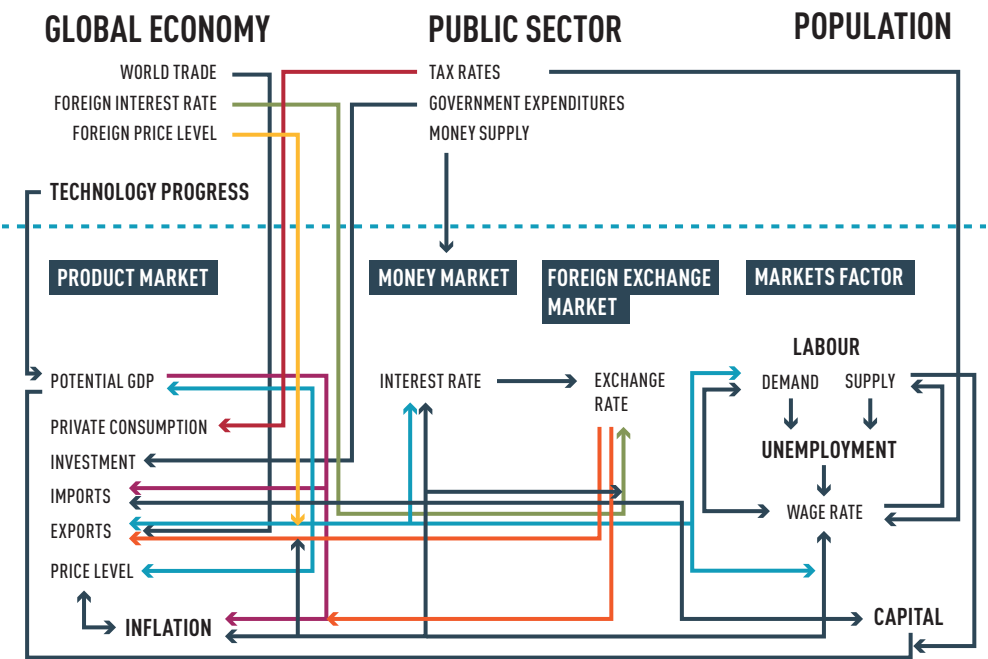 GLOBAL ECONOMY
PUBLIC SECTOR
POPULATION
WORLD TRADE
FOREIGN INTEREST RATE
FOREIGN PRICE LEVEL
TAX RATES
GOVERNMENT EXPENDITURES
MONEY SUPPLY
TECHNOLOGY PROGRESS
PRODUCT MARKET
MONEY MARKET
FOREIGN EXCHANGE
MARKET
MARKETS FACTOR
POTENTIAL GDP
PRIVATE CONSUMPTION
INVESTMENT
IMPORTS
EXPORTS
PRICE LEVEL
INFLATION
INTEREST RATE
EXCHANGE
RATE
LABOUR
DEMAND
SUPPLY
UNEMPLOYMENT
WAGE RATE
CAPITAL